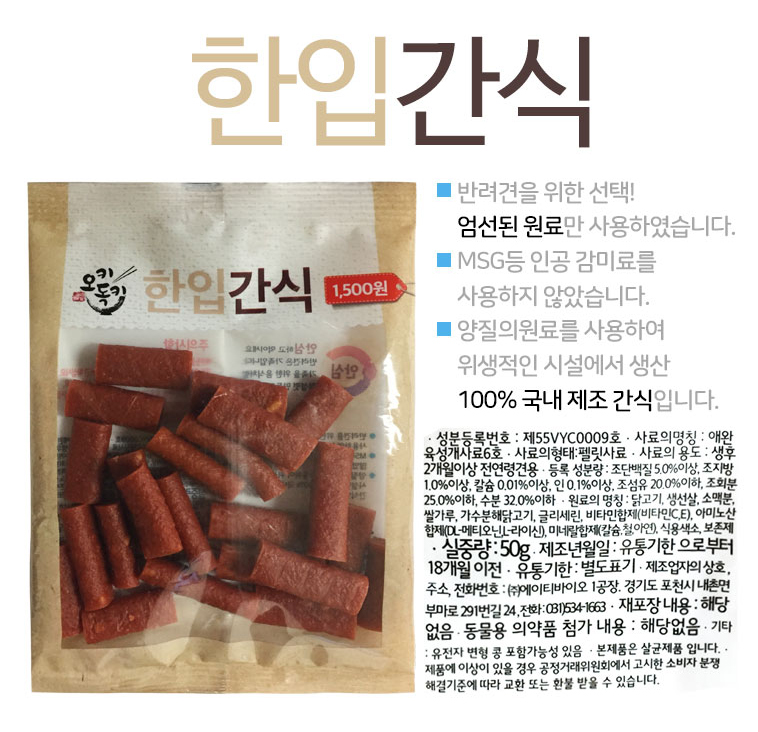 한입간식
반려견을 위한 선택!
엄선된 원료만 사용하였습니다.
MSG등 인공 감미료를
사용하지 않았습니다.
양질의원료를 사용하여
위생적인 시설에서 생산
100% 국내 제조 간식입니다.
오키
독키
한입간식
1,500원
· 성분등록번호 : 제55VYC0009호 · 사료의명칭 : 애완
육성개사료6호 · 사료의형태:펠릿사료 · 사료의 용도 : 생후
2개월이상 전연령견용 · 등록 성분량 : 조단백질 5.0%이상, 조지방
1.0%이상, 칼슘 0.01%이상, 인 0.1%이상, 조섬유 20.0%이하, 조회분
25.0%이하, 수분 32.0%이하 · 원료의 명칭 : 닭고기, 생선살, 소맥분,
쌀가루, 가수분해닭고기, 글리세린, 비타민합제(비타민C,E), 아미노산
합제(DL-메티오닌,L-라이신), 미네랄합제(칼슘,철,아연), 식용색소, 보존제
· 실중량 : 50g · 제조년월일 : 유통기한 으로부터
18개월 이전 · 유통기한 : 별도표기 · 제조업자의 상호,
주소, 전화번호 : ㈜에이티바이오 1공장. 경기도 포천시 내촌면
부마로 291번길 24 ,전화: 031)534-1663 · 재포장 내용 : 해당
없음 · 동물용 의약품 첨가 내용 : 해당없음 · 기타
: 유전자 변형 콩 포함가능성 있음 · 본제품은 살균제품 입니다. ·
제품에 이상이 있을 경우 공정거래위원회에서 고시한 소비자 분쟁
해결기준에 따라 교환 또는 환불 받을 수 있습니다.